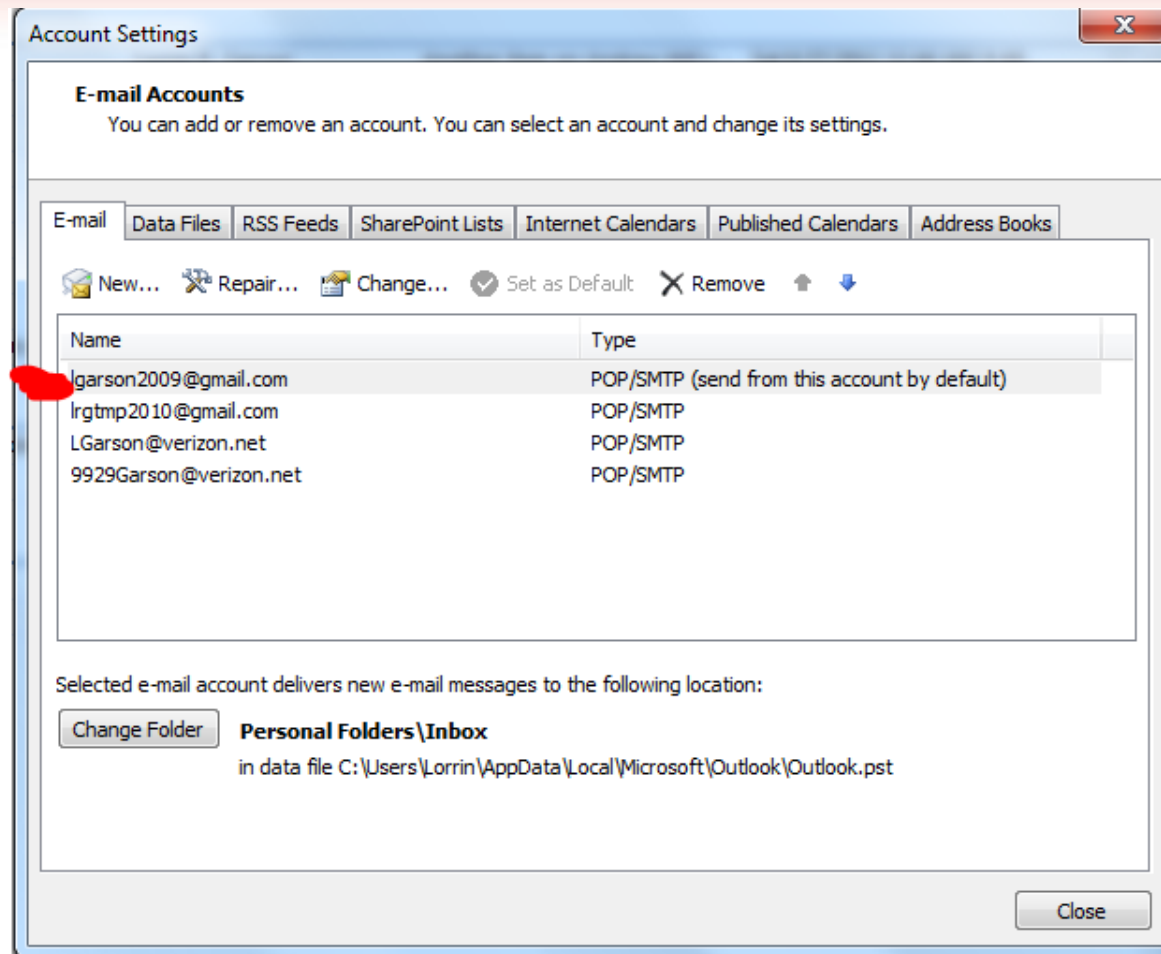 Account Settings
E-mail Accounts
You can add or remove an account. You can select an account and change its settings.
E-mail Data Files RSS Feeds SharePoint Lists Internet Calendars Published Calendars Address Books
New... Repair... Change... Set as Default Remove
Name Type
lgarson2009@gmail.com POP/SMTP (send from this account by default)
lrgtmp2010@gmail.com POP/SMTP
LGarson@verizon.net POP/SMTP
9929Garson@verizon.net POP/SMTP
Selected e-mail account delivers new e-mail messages to the following location:
Change Folder Personal Folders\Inbox
in data file C:\Users\Lorrin\AppData\Local\Microsoft\Outlook\Outlook.pst
Close